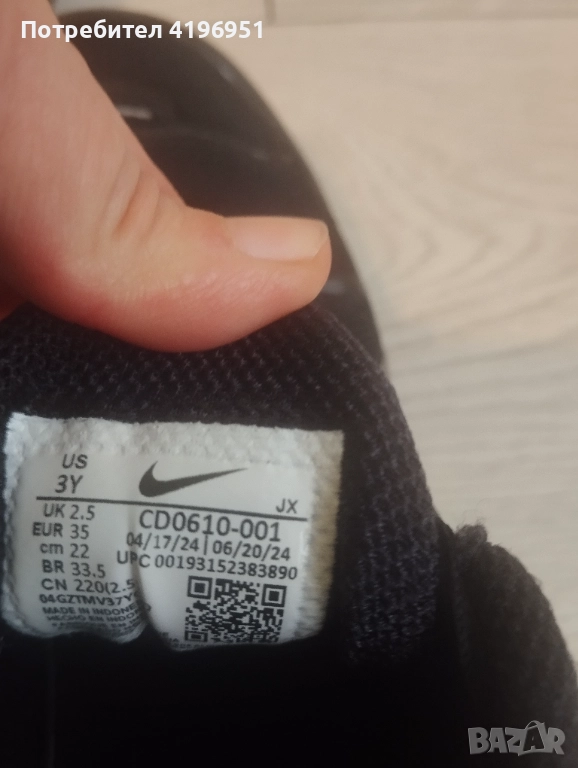 Потребител 4196951
US
3Y
JX
UK 2.5
EUR 35
cm 22
BR 33.5
CN 220(2.5
CD0610-001
04/17/24 | 06/20/24
UPC 00193152383890
MADE IN
BAZAR